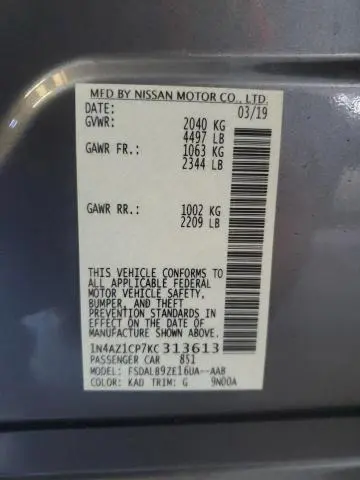 MFD BY NISSAN MOTOR CO., LTD.
DATE: 03/19
GVWR: 2040 KG
4497 LB
GAWR FR.: 1063 KG
2344 LB
GAWR RR.: 1002 KG
2209 LB
THIS VEHICLE CONFORMS TO
ALL APPLICABLE FEDERAL
MOTOR VEHICLE SAFETY,
BUMPER, AND THEFT
PREVENTION STANDARDS
IN EFFECT ON THE DATE OF
MANUFACTURE SHOWN ABOVE.
1N4AZ1CP7KC313613
PASSENGER CAR 851
MODEL: FSDALB9ZE16UA--AAB
COLOR: KAD TRIM: G 9N00A